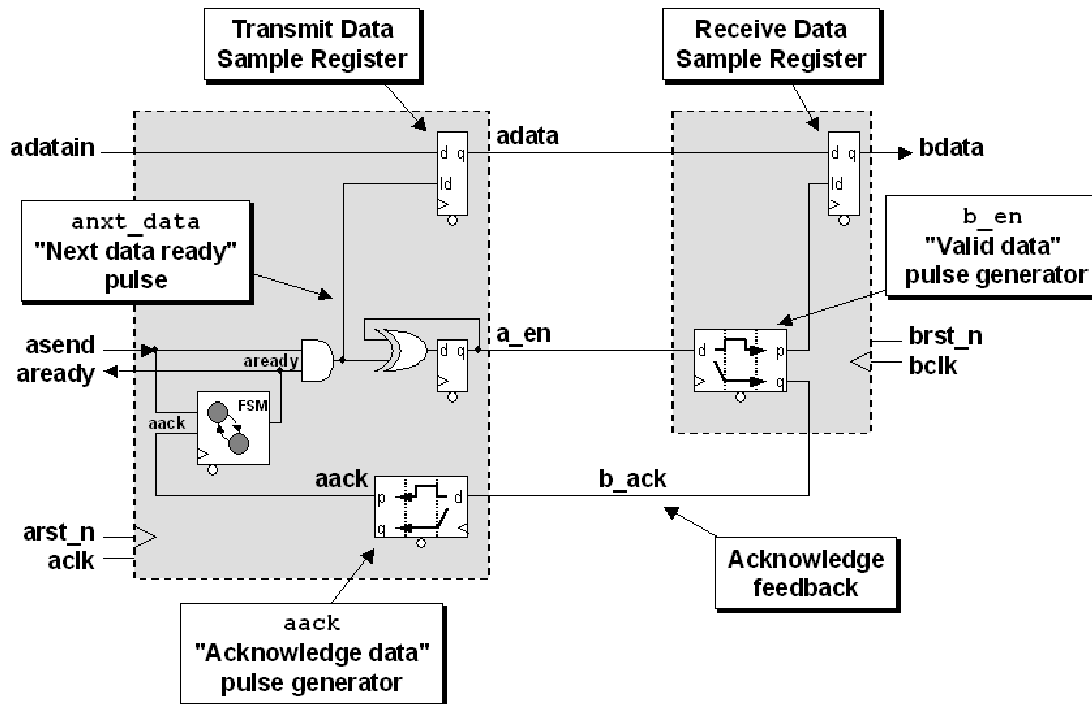 Transmit Data
Sample Register
Receive Data
Sample Register
adatain
d q
ld
adata
d q
ld
bdata
anxt_data
"Next data ready"
pulse
b_en
"Valid data"
pulse generator
asend
aready
aready
d q
a_en
d p
q
brst_n
bclk
FSM
aack
aack
p d
q
b_ack
arst_n
aclk
Acknowledge
feedback
aack
"Acknowledge data"
pulse generator